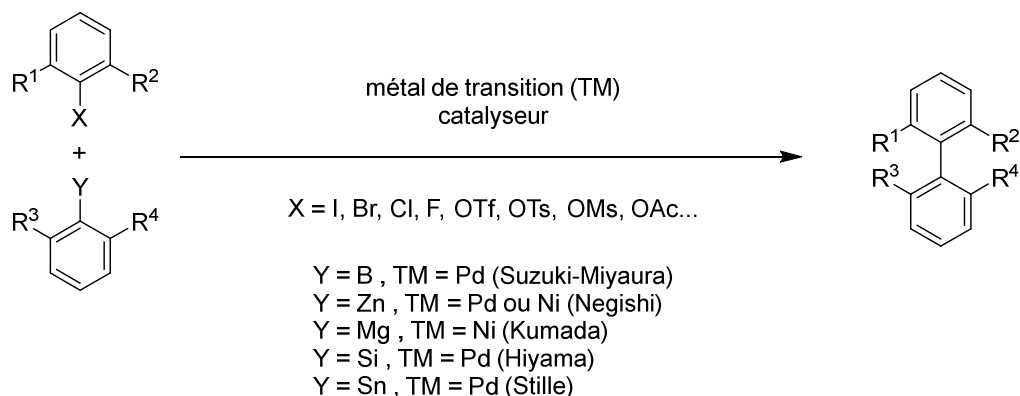 R¹ R²
X
+
Y
R³ R⁴
métal de transition (TM)
catalyseur
X = I, Br, Cl, F, OTf, OTs, OMs, OAc...
Y = B , TM = Pd (Suzuki-Miyaura)
Y = Zn , TM = Pd ou Ni (Negishi)
Y = Mg , TM = Ni (Kumada)
Y = Si , TM = Pd (Hiyama)
Y = Sn , TM = Pd (Stille)
R¹ R²
R³ R⁴